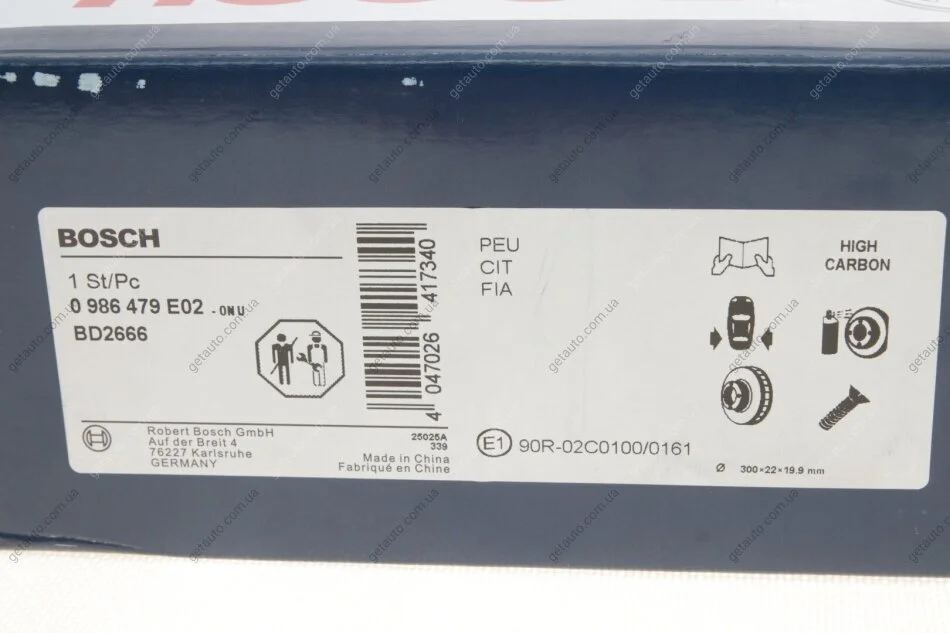 BOSCH
1 St/Pc
0 986 479 E02 - 0NU
BD2666
4 047026 417340
PEU
CIT
FIA
HIGH
CARBON
Robert Bosch GmbH
Auf der Breit 4
76227 Karlsruhe
GERMANY
25025A
339
Made in China
Fabriqué en Chine
E1 90R-02C0100/0161
Ø 300×22×19.9 mm
getauto.com.ua